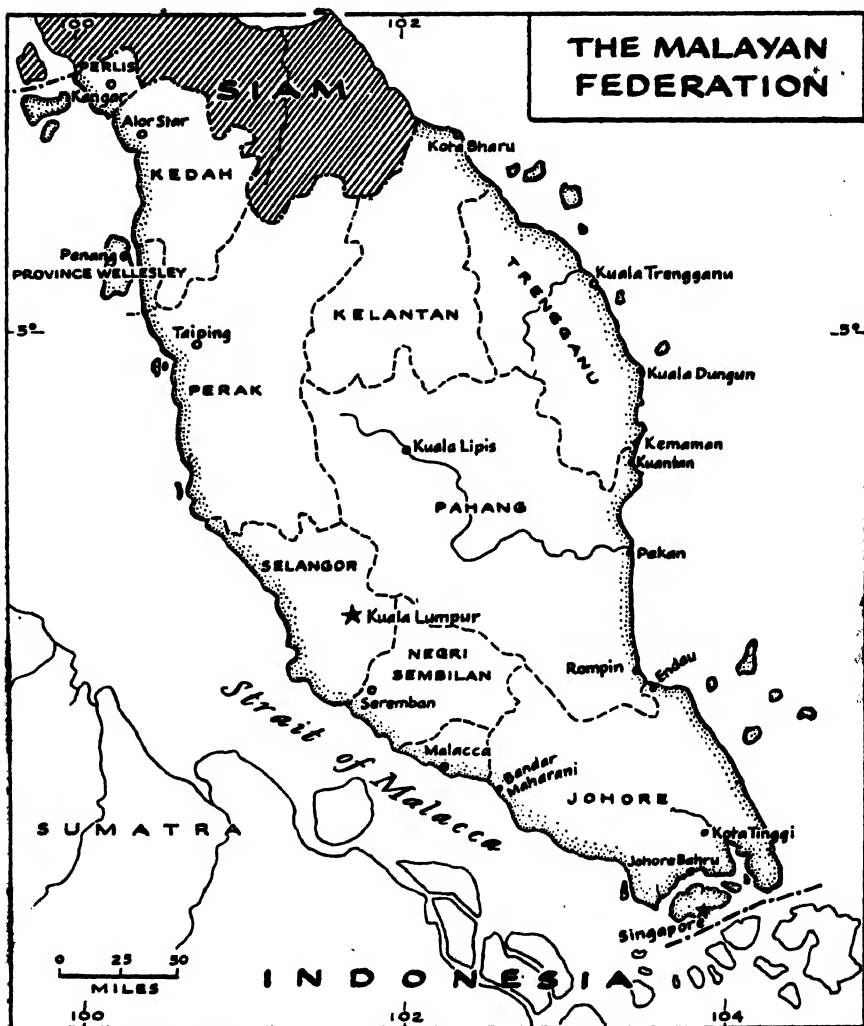 100
102
THE MALAYAN
FEDERATION
PERLIS
Kangar
SIAM
Alor Star
Kota Bharu
KEDAH
Penang
PROVINCE WELLESLEY
TRENGGANU
Kuala Trengganu
5°
Taiping
KELANTAN
5°
PERAK
Kuala Dungun
Kuala Lipis
Kemaman
Kuantan
PAHANG
Pekan
SELANGOR
Kuala Lumpur
NEGRI
SEMBILAN
Rompin
Endau
Seremban
Strait of Malacca
Malacca
Bandar
Maharani
JOHORE
SUMATRA
Kota Tinggi
Johore Bahru
Singapore
0 25 50
MILES
INDONESIA
100
102
104